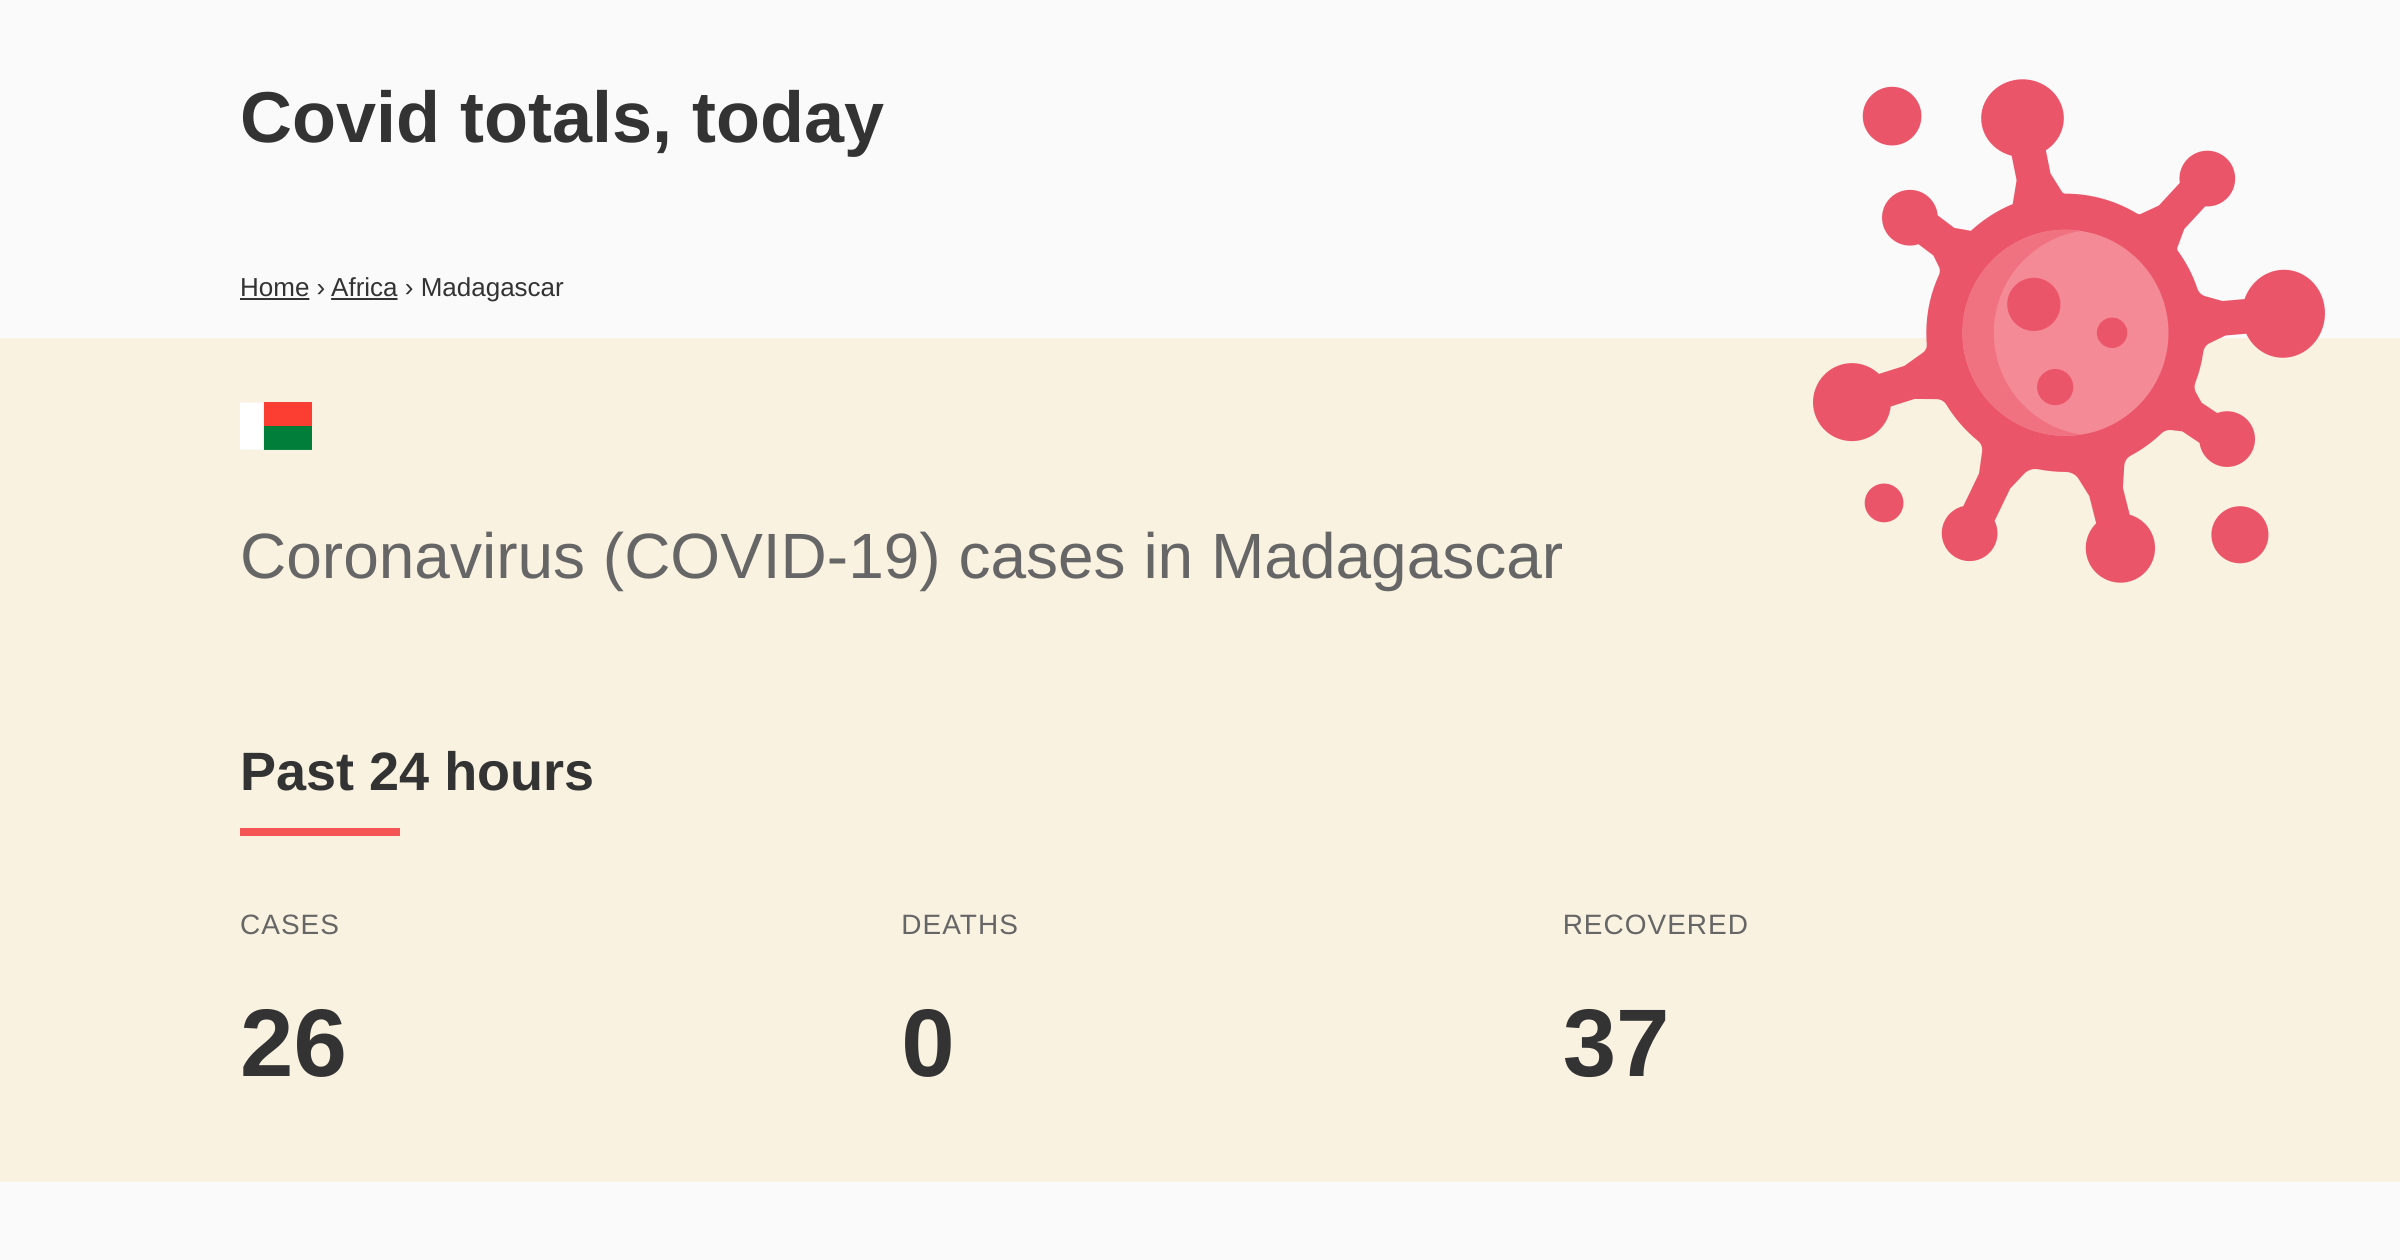 Covid totals, today
Home › Africa › Madagascar
Coronavirus (COVID-19) cases in Madagascar
Past 24 hours
CASES DEATHS RECOVERED
26 0 37